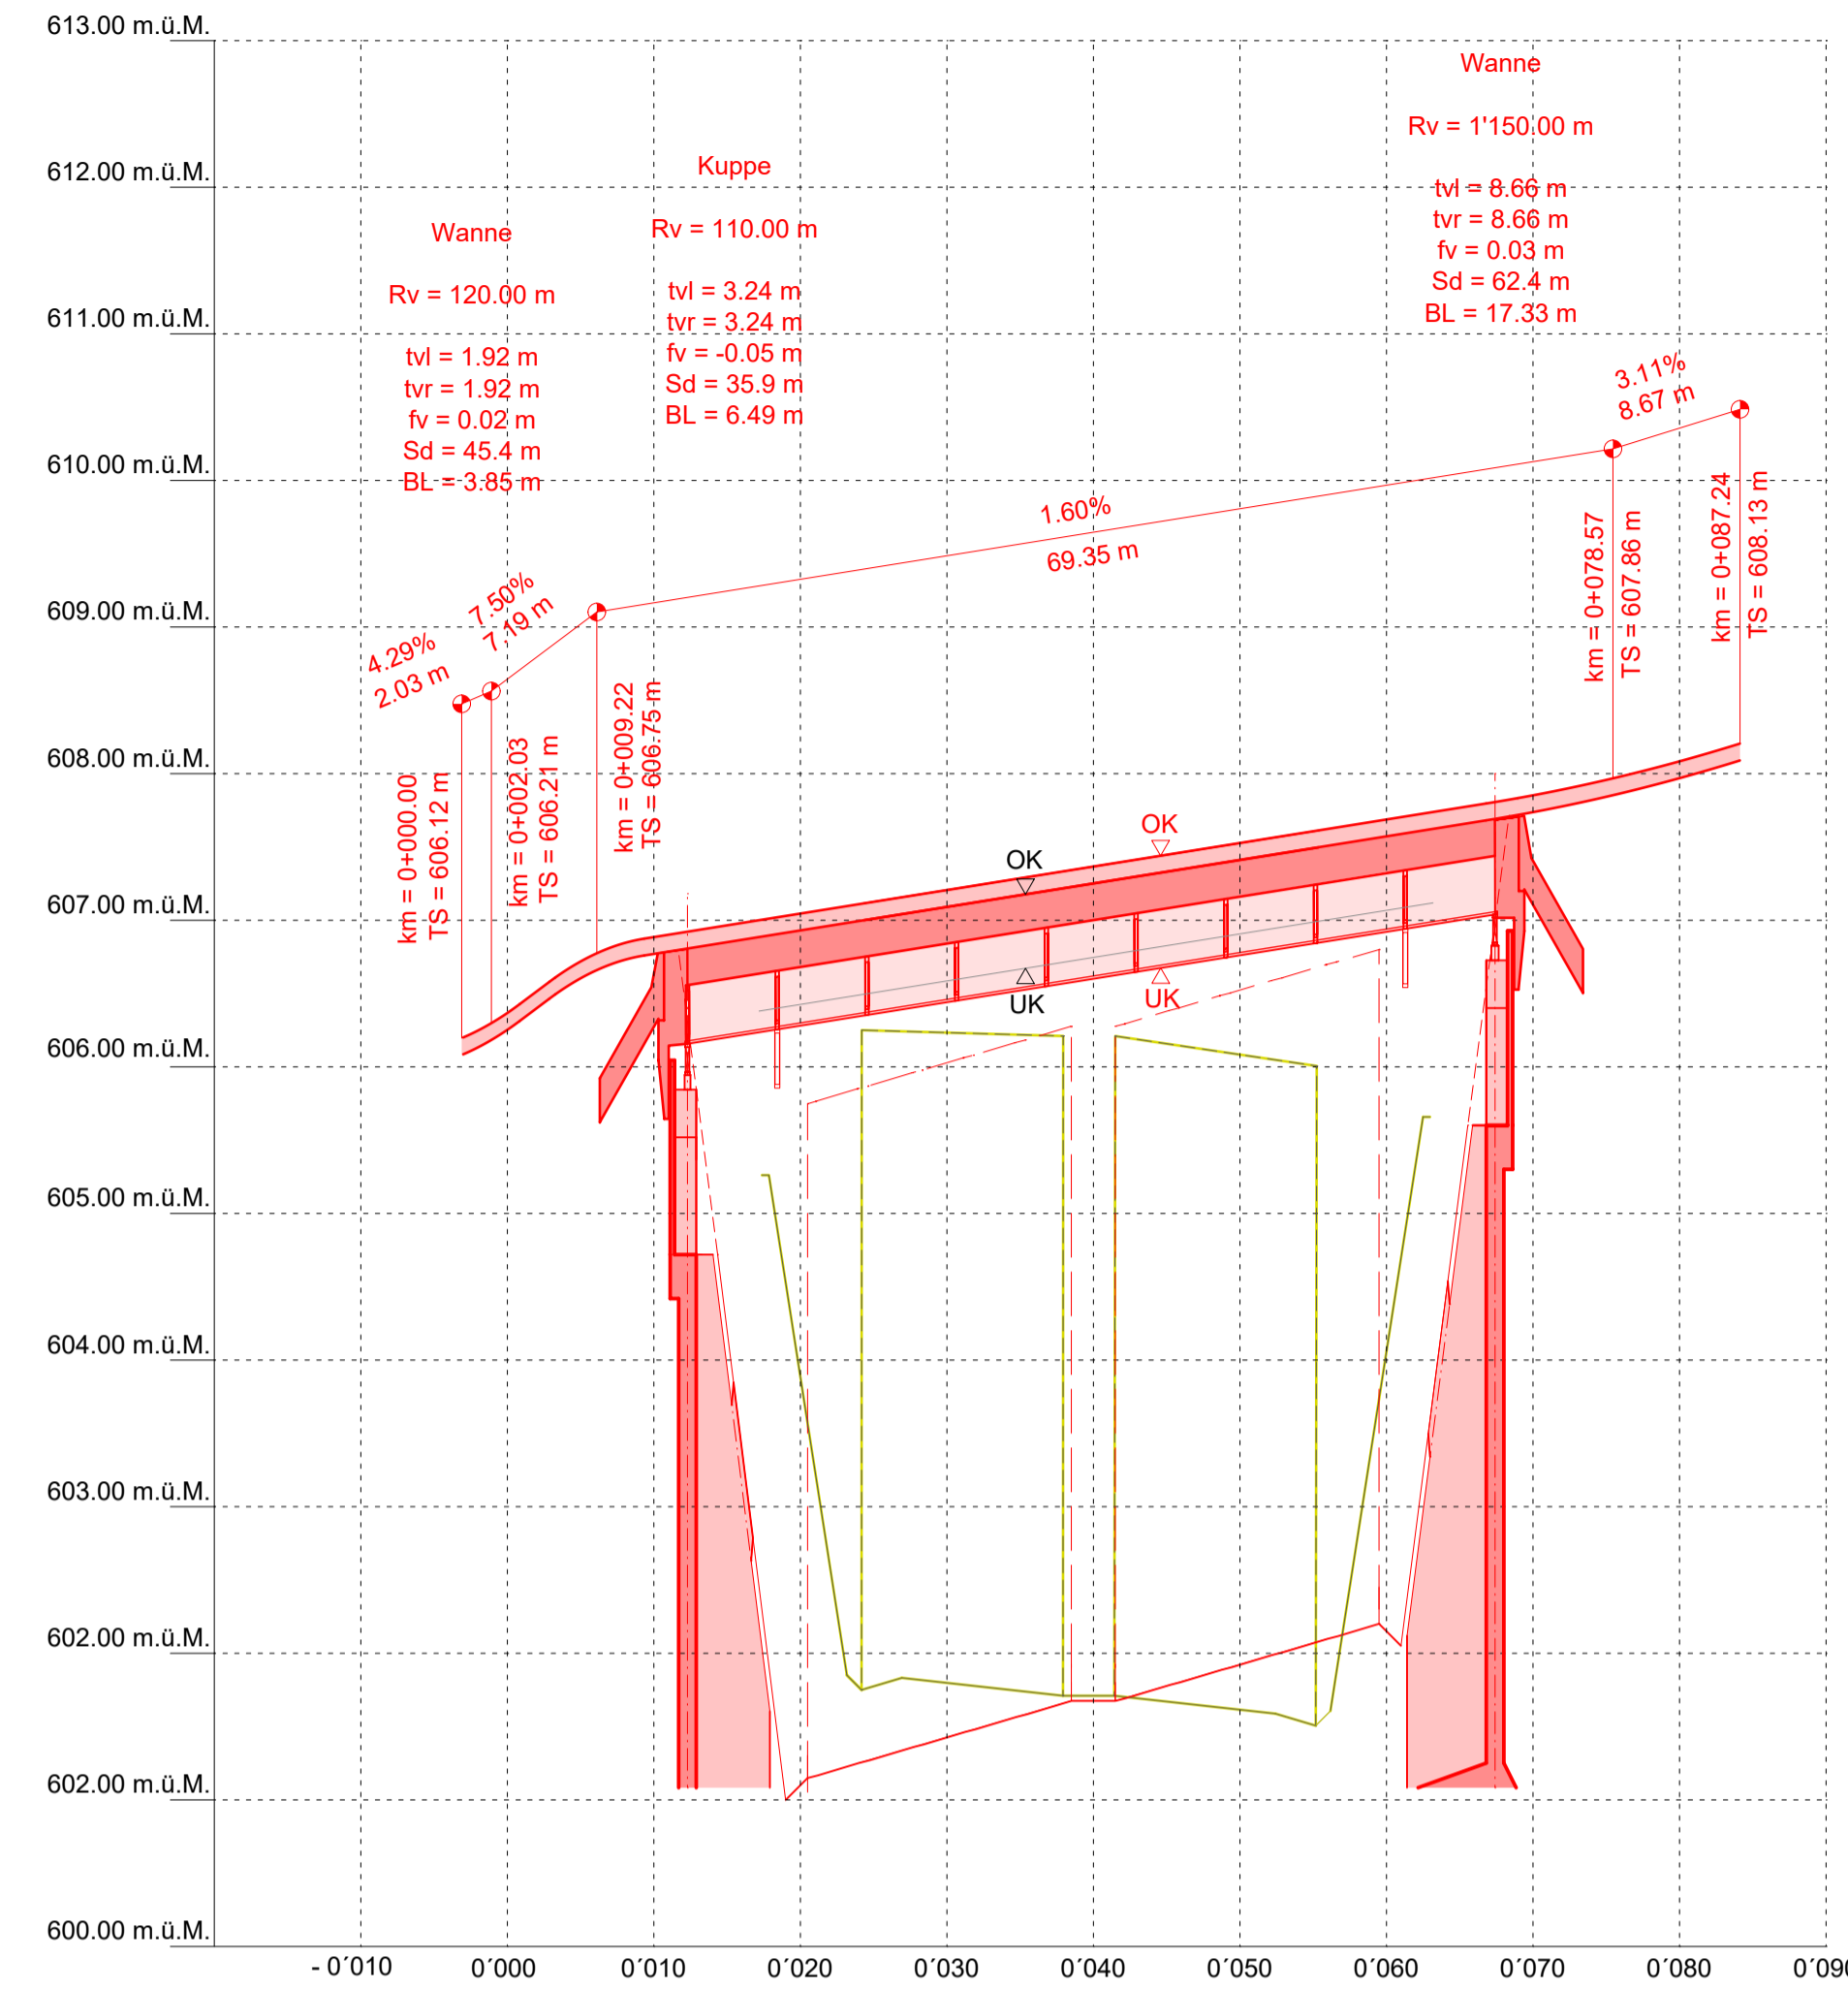 613.00 m.ü.M.
612.00 m.ü.M.
611.00 m.ü.M.
610.00 m.ü.M.
609.00 m.ü.M.
608.00 m.ü.M.
607.00 m.ü.M.
606.00 m.ü.M.
605.00 m.ü.M.
604.00 m.ü.M.
603.00 m.ü.M.
602.00 m.ü.M.
602.00 m.ü.M.
600.00 m.ü.M.
Wanne
Rv = 120.00 m
tvl = 1.92 m
tvr = 1.92 m
fv = 0.02 m
Sd = 45.4 m
BL = 3.85 m
Kuppe
Rv = 110.00 m
tvl = 3.24 m
tvr = 3.24 m
fv = -0.05 m
Sd = 35.9 m
BL = 6.49 m
Wanne
Rv = 1'150.00 m
tvl = 8.66 m
tvr = 8.66 m
fv = 0.03 m
Sd = 62.4 m
BL = 17.33 m
4.29%
2.03 m
7.50%
7.19 m
1.60%
69.35 m
3.11%
8.67 m
km = 0+000.00
TS = 606.12 m
km = 0+002.03
TS = 606.21 m
km = 0+009.22
TS = 606.75 m
km = 0+078.57
TS = 607.86 m
km = 0+087.24
TS = 608.13 m
OK
OK
UK
UK
- 0´010
0´000
0´010
0´020
0´030
0´040
0´050
0´060
0´070
0´080
0´090